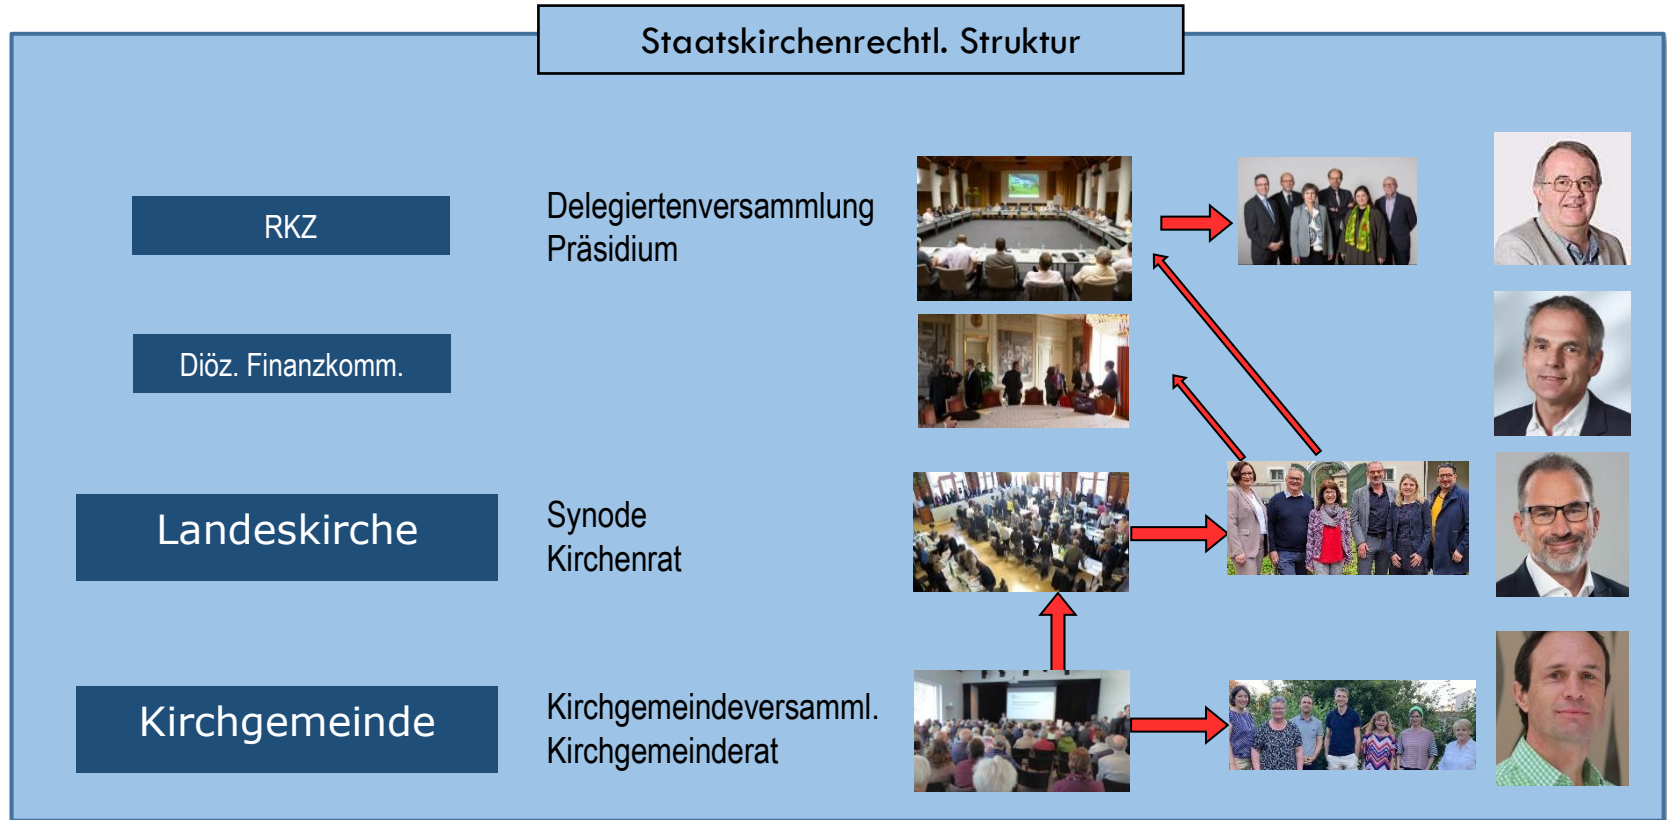 Staatskirchenrechtl. Struktur
RKZ
Delegiertenversammlung
Präsidium
Diöz. Finanzkomm.
Landeskirche
Synode
Kirchenrat
Kirchgemeinde
Kirchgemeindeversamml.
Kirchgemeinderat